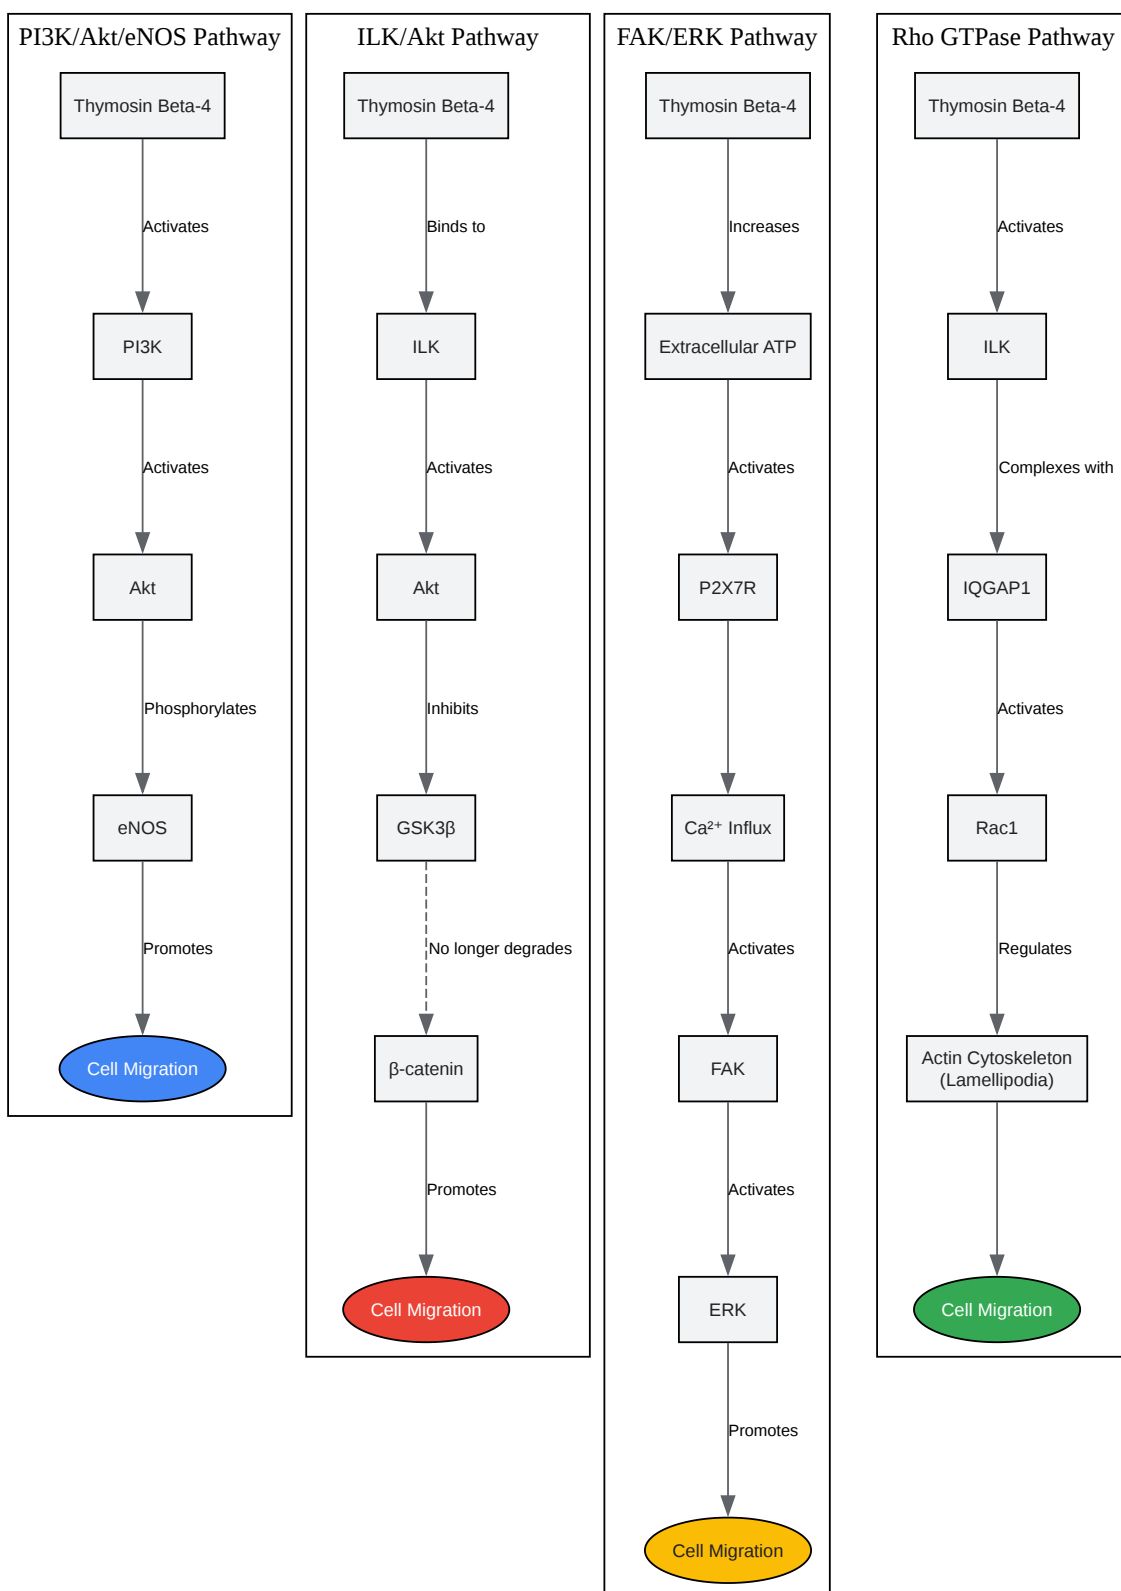 PI3K/Akt/eNOS Pathway
Thymosin Beta-4
Activates
PI3K
Activates
Akt
Phosphorylates
eNOS
Promotes
Cell Migration
ILK/Akt Pathway
Thymosin Beta-4
Binds to
ILK
Activates
Akt
Inhibits
GSK3β
No longer degrades
β-catenin
Promotes
Cell Migration
FAK/ERK Pathway
Thymosin Beta-4
Increases
Extracellular ATP
Activates
P2X7R
Ca²⁺ Influx
Activates
FAK
Activates
ERK
Promotes
Cell Migration
Rho GTPase Pathway
Thymosin Beta-4
Activates
ILK
Complexes with
IQGAP1
Activates
Rac1
Regulates
Actin Cytoskeleton
(Lamellipodia)
Cell Migration